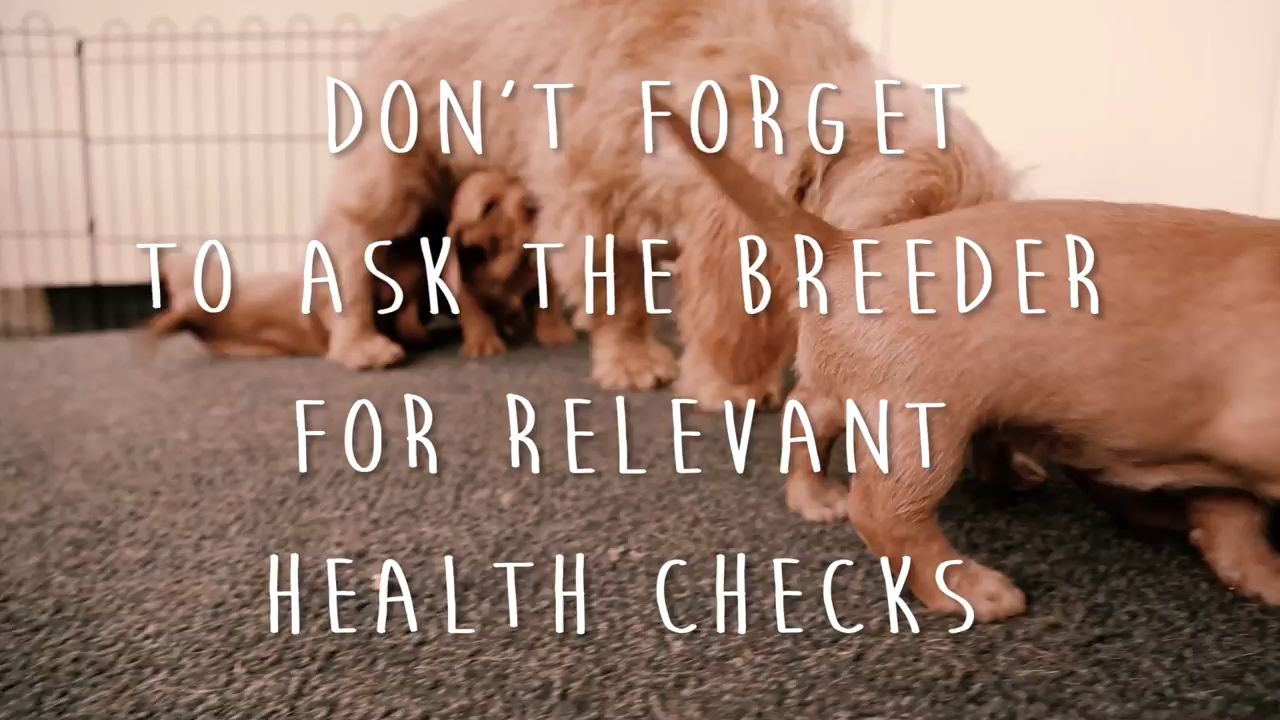 DON'T FORGET
TO ASK THE BREEDER
FOR RELEVANT
HEALTH CHECKS